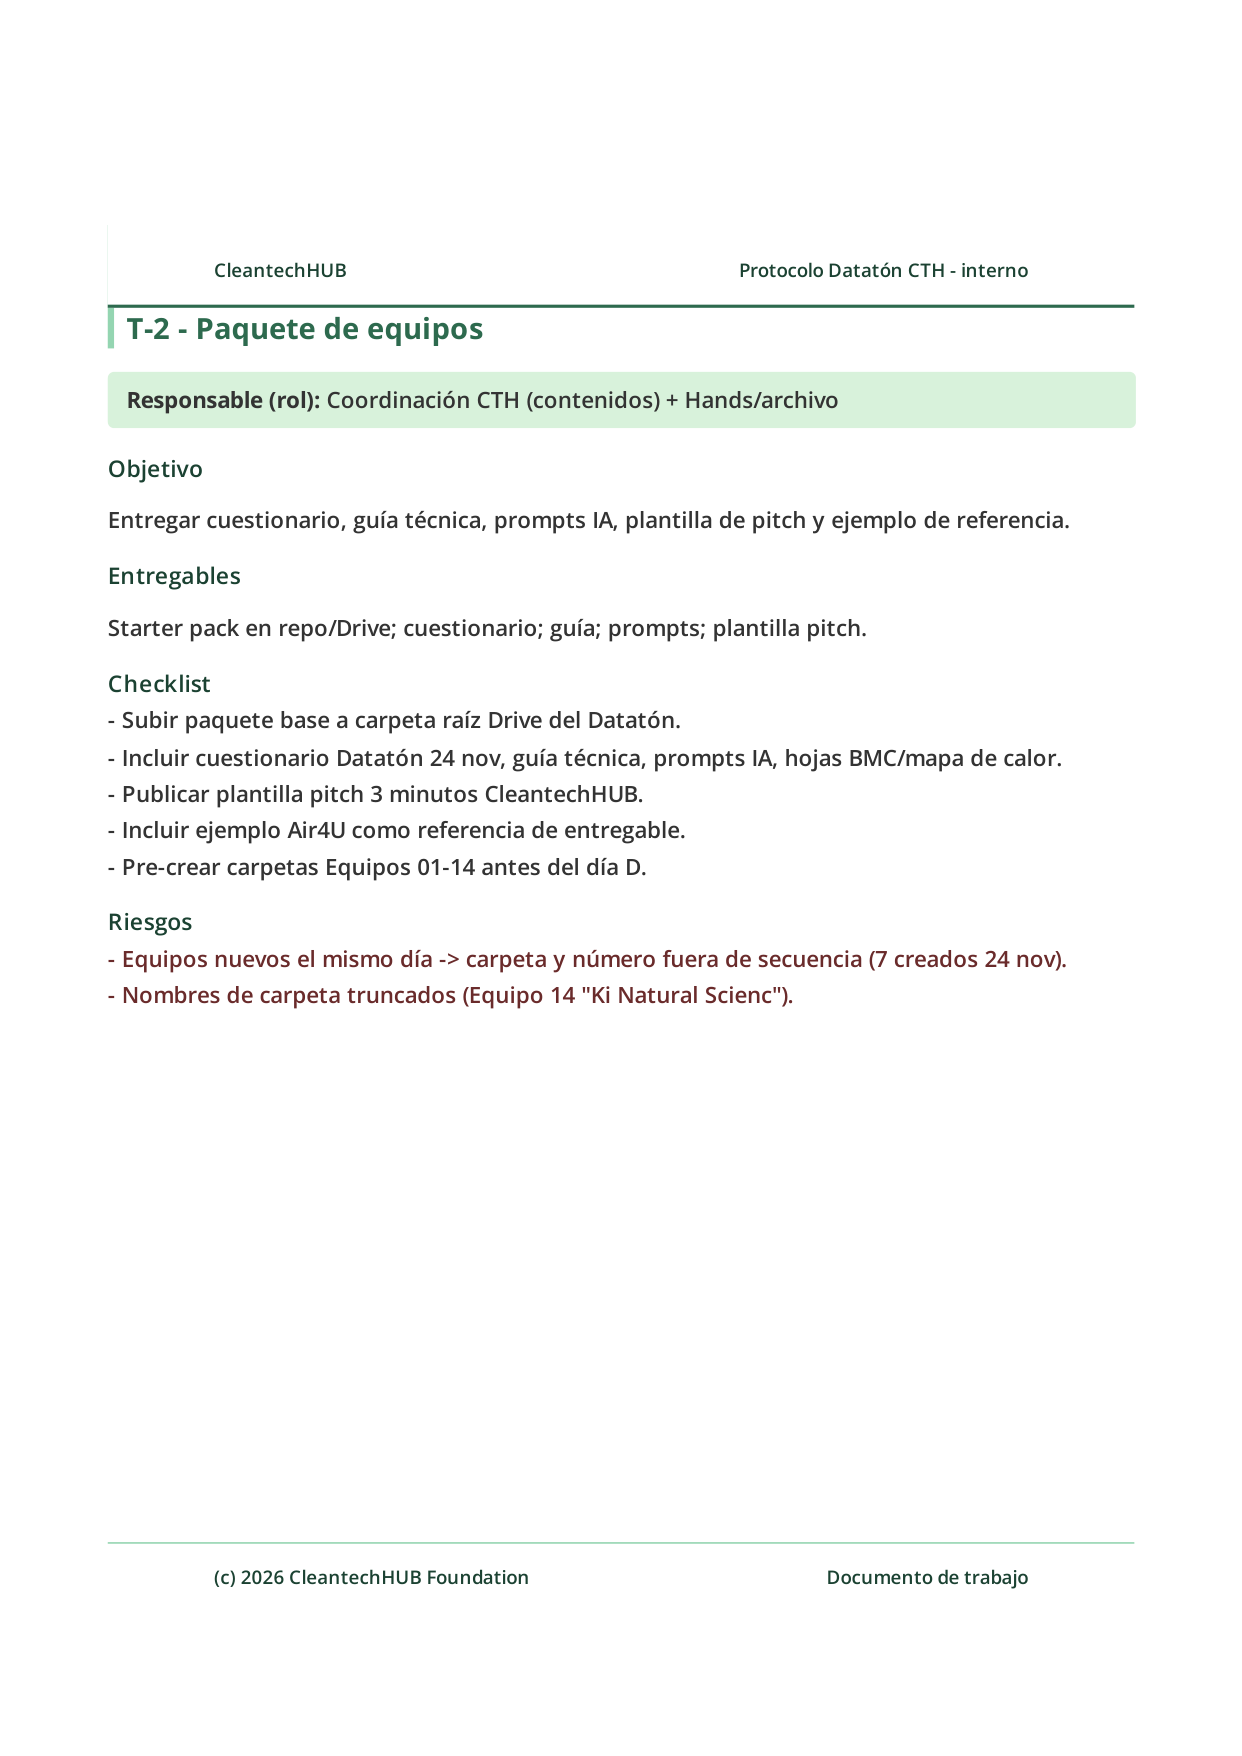 CleantechHUB
Protocolo Datatón CTH - interno
T-2 - Paquete de equipos
Responsable (rol): Coordinación CTH (contenidos) + Hands/archivo
Objetivo
Entregar cuestionario, guía técnica, prompts IA, plantilla de pitch y ejemplo de referencia.
Entregables
Starter pack en repo/Drive; cuestionario; guía; prompts; plantilla pitch.
Checklist
- Subir paquete base a carpeta raíz Drive del Datatón.
- Incluir cuestionario Datatón 24 nov, guía técnica, prompts IA, hojas BMC/mapa de calor.
- Publicar plantilla pitch 3 minutos CleantechHUB.
- Incluir ejemplo Air4U como referencia de entregable.
- Pre-crear carpetas Equipos 01-14 antes del día D.
Riesgos
- Equipos nuevos el mismo día -> carpeta y número fuera de secuencia (7 creados 24 nov).
- Nombres de carpeta truncados (Equipo 14 "Ki Natural Scienc").
(c) 2026 CleantechHUB Foundation
Documento de trabajo